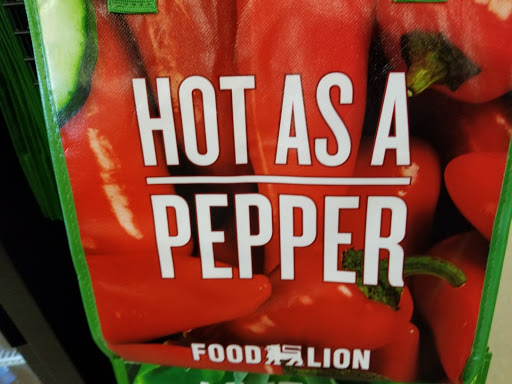 HOT AS A
PEPPER
FOOD LION